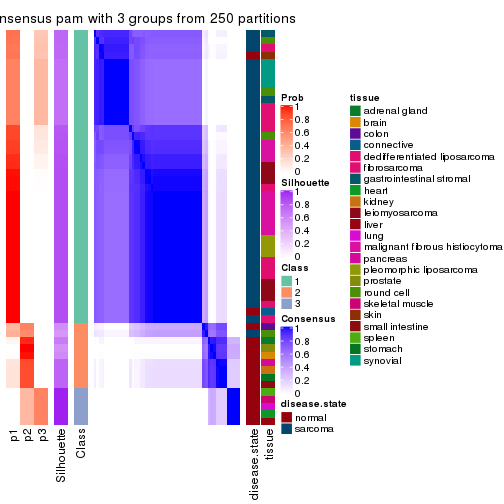 nsensus pam with 3 groups from 250 partitions
Prob
1
0.8
0.6
0.4
0.2
0
Silhouette
1
0.8
0.6
0.4
0.2
0
Class
1
2
3
Consensus
1
0.8
0.6
0.4
0.2
0
disease.state
normal
sarcoma
tissue
adrenal gland
brain
colon
connective
dedifferentiated liposarcoma
fibrosarcoma
gastrointestinal stromal
heart
kidney
leiomyosarcoma
liver
lung
malignant fibrous histiocytoma
pancreas
pleomorphic liposarcoma
prostate
round cell
skeletal muscle
skin
small intestine
spleen
stomach
synovial
p1
p2
p3
Silhouette
Class
disease.state
tissue